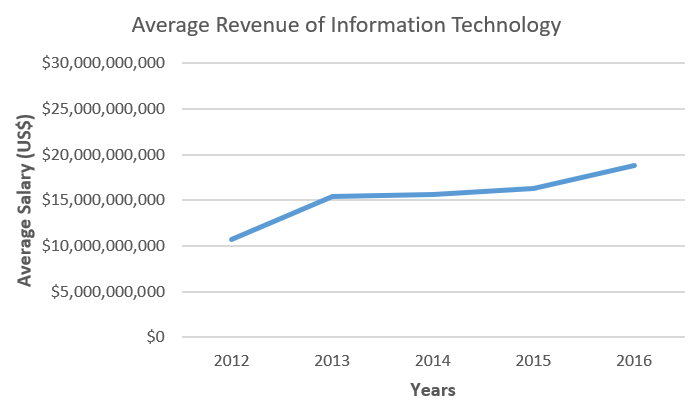 Average Revenue of Information Technology
Average Salary (US$)
$30,000,000,000
$25,000,000,000
$20,000,000,000
$15,000,000,000
$10,000,000,000
$5,000,000,000
$0
2012 2013 2014 2015 2016
Years